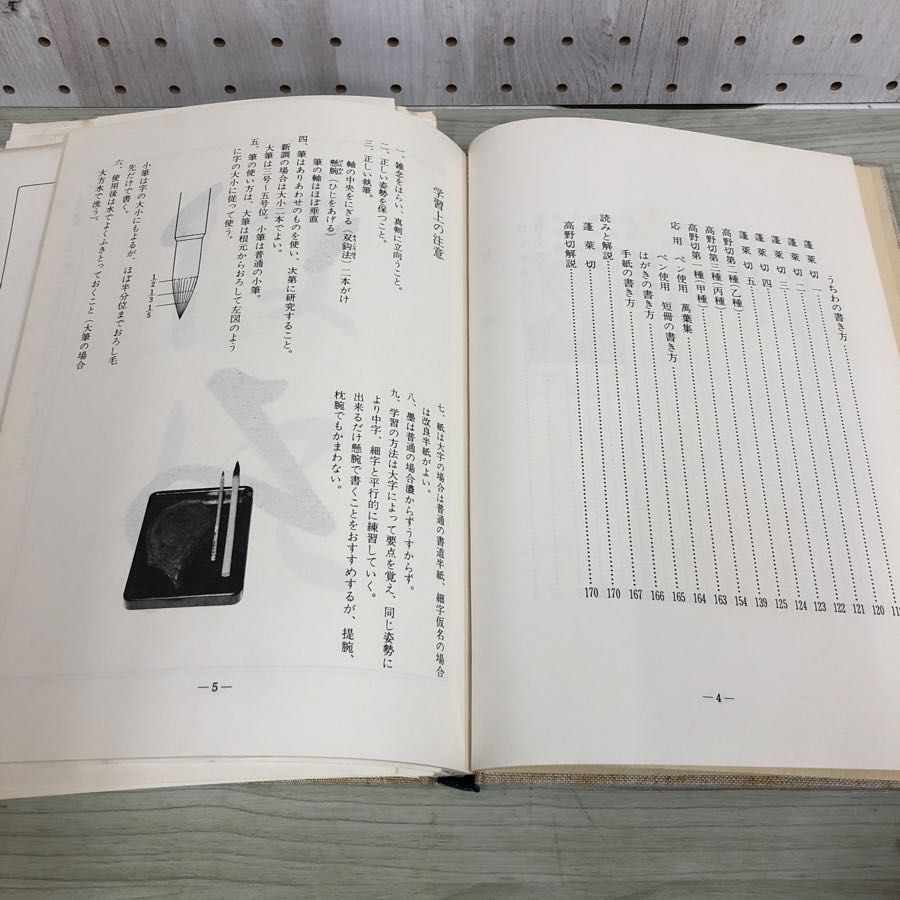 うちわの書き方 120
蓬莱切 一 121
蓬莱切 二 122
蓬莱切 三 123
蓬莱切 四 124
蓬莱切 五 125
高野切第二種(乙種) 139
高野切第三種(丙種) 154
高野切第一種(甲種) 163
応用 ペン使用 萬葉集 164
ペン使用 短冊の書き方 165
はがきの書き方 166
手紙の書き方 167
読みと解説
蓬莱切 170
高野切解説 170
—4—
学習上の注意
一、雑念をはらい、真剣に立向うこと。
二、正しい姿勢を保つこと。
三、正しい執筆。
軸の中央をにぎる(双鈎法)二本がけ
懸腕(ひじをあげる)
筆の軸はほぼ垂直
四、筆はありあわせのものを使い、次第に研究すること。
新調の場合は大小二本でよい。
大筆は三号〜五号位。小筆は普通の小筆。
五、筆の使い方は、大筆は根元からおろして左図のよう
に字の大小に従って使う。
1/2 1/3 1/5
小筆は字の大小にもよるが、ほぼ半分位までおろし毛
先だけで書く。
六、使用後は水でよくふきとっておくこと(大筆の場合
大方水で洗う)。
七、紙は大字の場合は普通の書道半紙、細字仮名の場合
は改良半紙がよい。
八、墨は普通の場合濃からずうすからず。
九、学習の方法は大字によって要点を覚え、同じ姿勢に
より中字、細字と平行的に練習していく。
出来るだけ懸腕で書くことをおすすめするが、提腕、
枕腕でもかまわない。
—5—